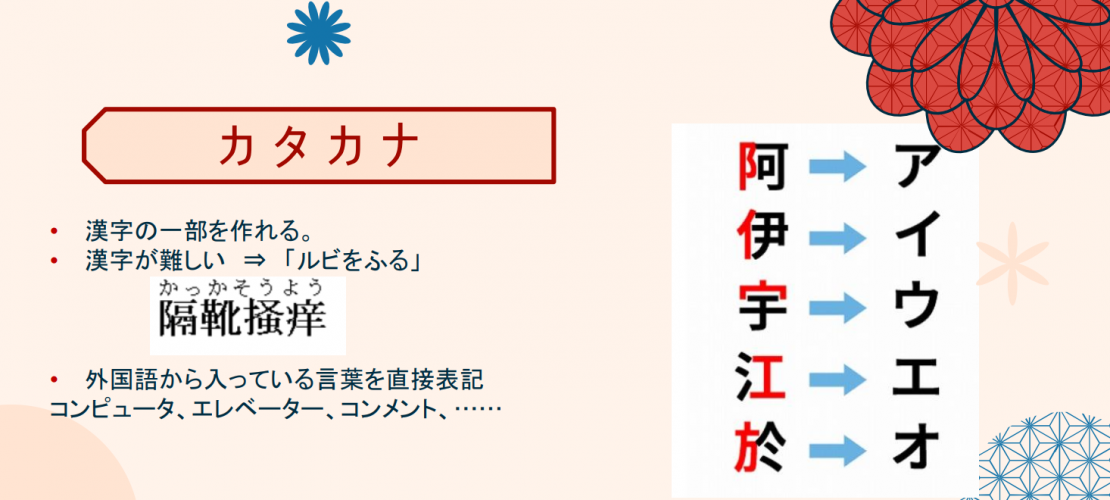 カタカナ
• 漢字の一部を作れる。
• 漢字が難しい ⇒ 「ルビをふる」
かっかそうよう
隔靴掻痒
• 外国語から入っている言葉を直接表記
コンピュータ、エレベーター、コンメント、……
阿 ア
伊 イ
宇 ウ
江 エ
於 オ